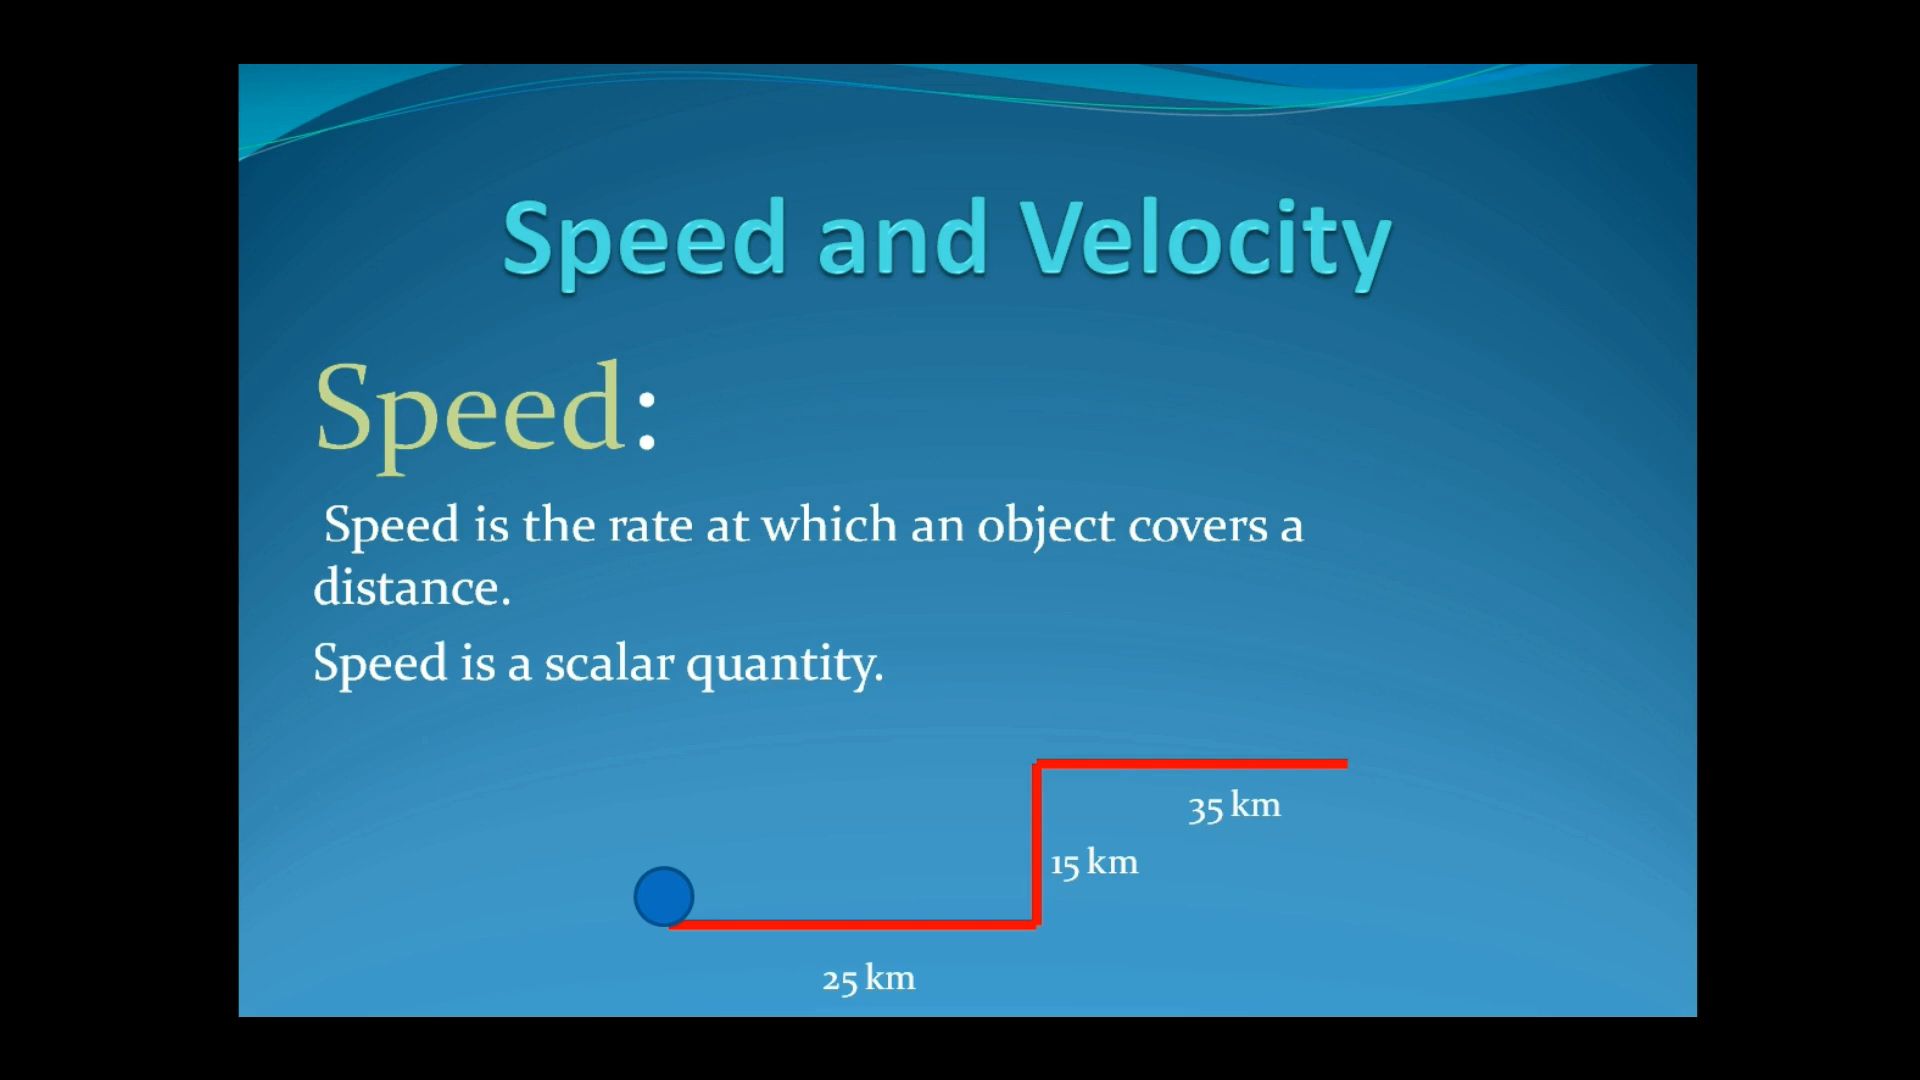 Speed and Velocity
Speed:
Speed is the rate at which an object covers a
distance.
Speed is a scalar quantity.
35 km
15 km
25 km